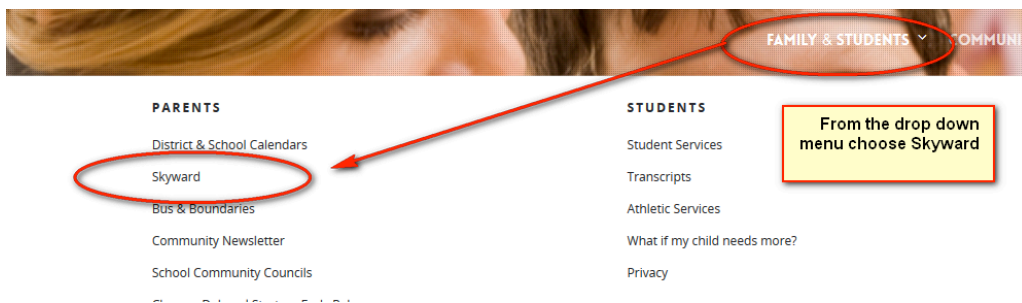 FAMILY & STUDENTS
PARENTS
District & School Calendars
Skyward
Bus & Boundaries
Community Newsletter
School Community Councils
STUDENTS
Student Services
Transcripts
Athletic Services
What if my child needs more?
Privacy
From the drop down
menu choose Skyward